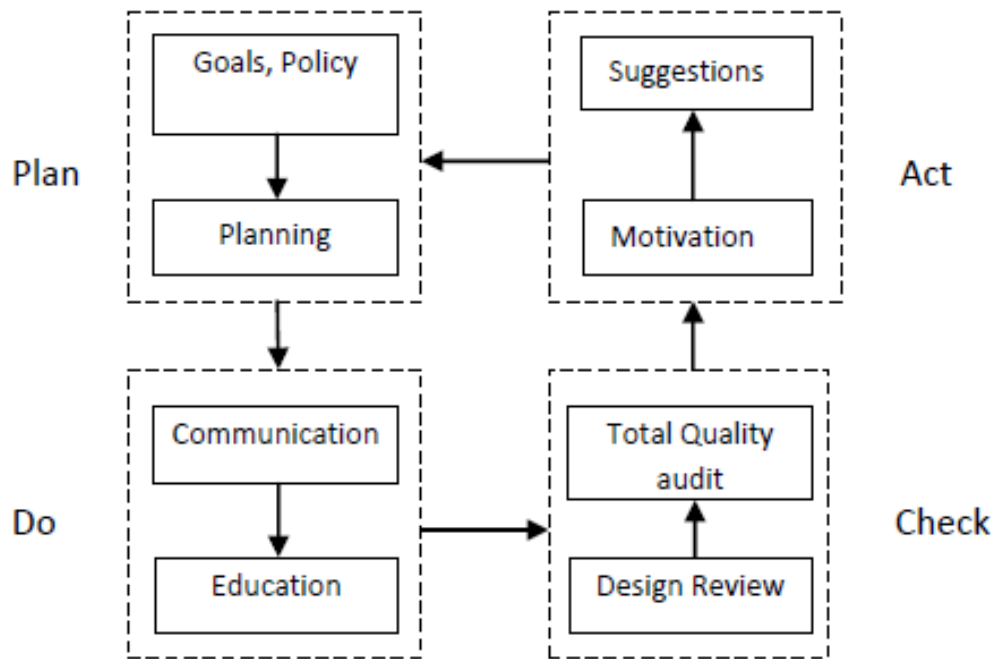 Plan
Goals, Policy
Planning
Suggestions
Motivation
Act
Do
Communication
Education
Total Quality
audit
Design Review
Check